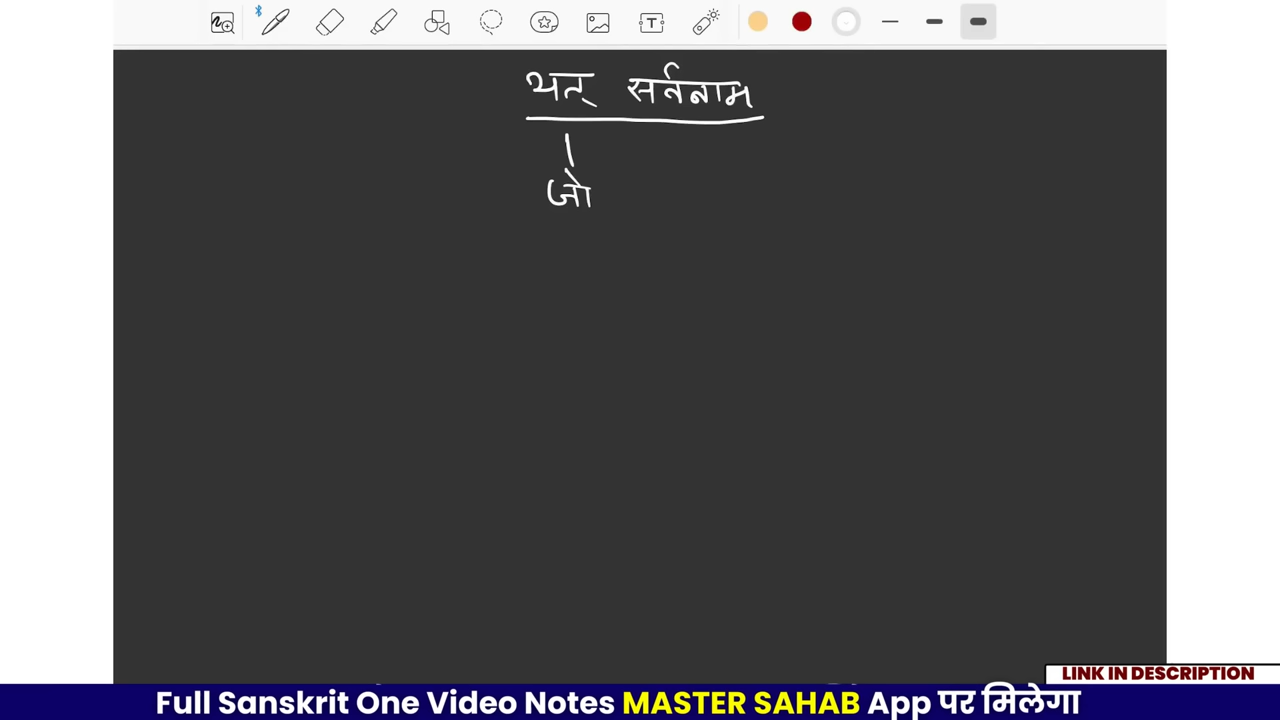 यत् सर्वनाम
जो
LINK IN DESCRIPTION
Full Sanskrit One Video Notes MASTER SAHAB App पर मिलेगा